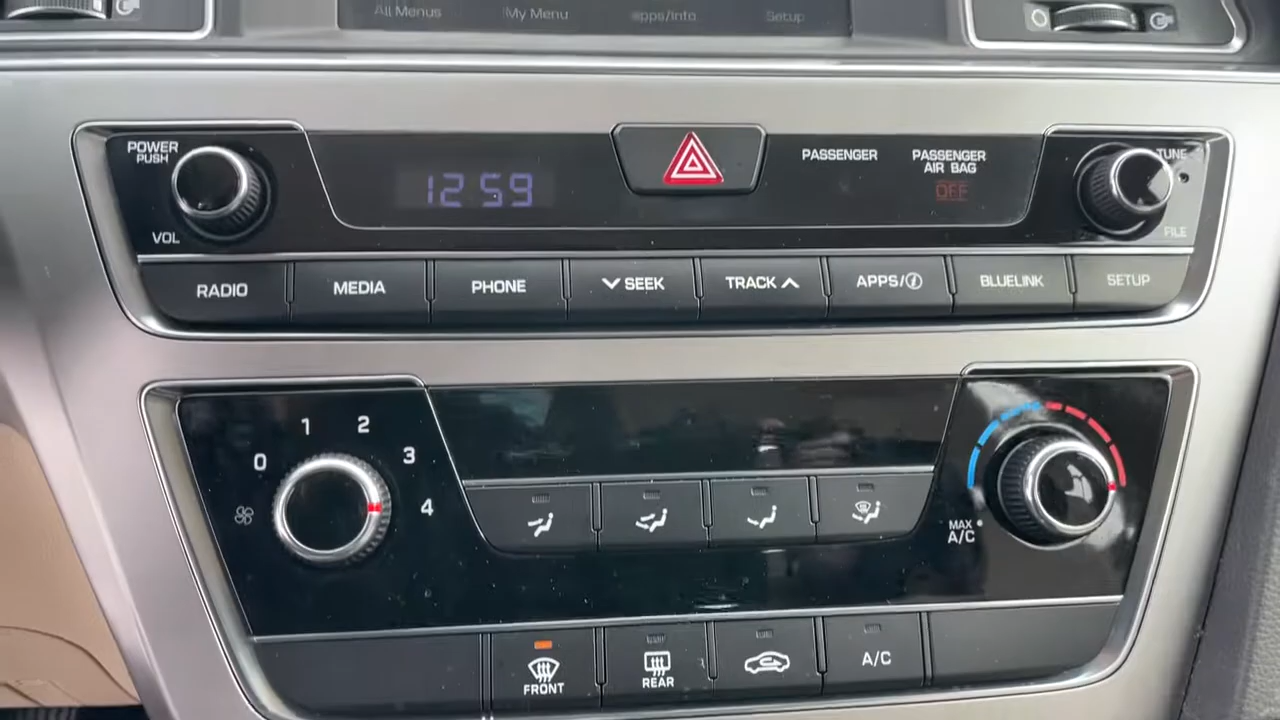 All Menus
My Menu
Apps/Info
Setup
POWER
PUSH
VOL
12 59
PASSENGER
PASSENGER
AIR BAG
OFF
TUNE
FILE
RADIO
MEDIA
PHONE
SEEK
TRACK
APPS/i
BLUELINK
SETUP
0
1
2
3
4
MAX
A/C
FRONT
REAR
A/C